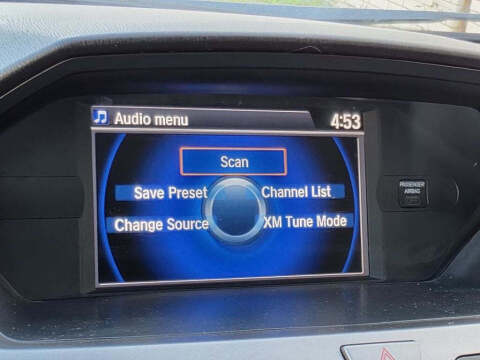 Audio menu 4:53
Scan
Save Preset Channel List
Change Source XM Tune Mode
PASSENGER
AIRBAG